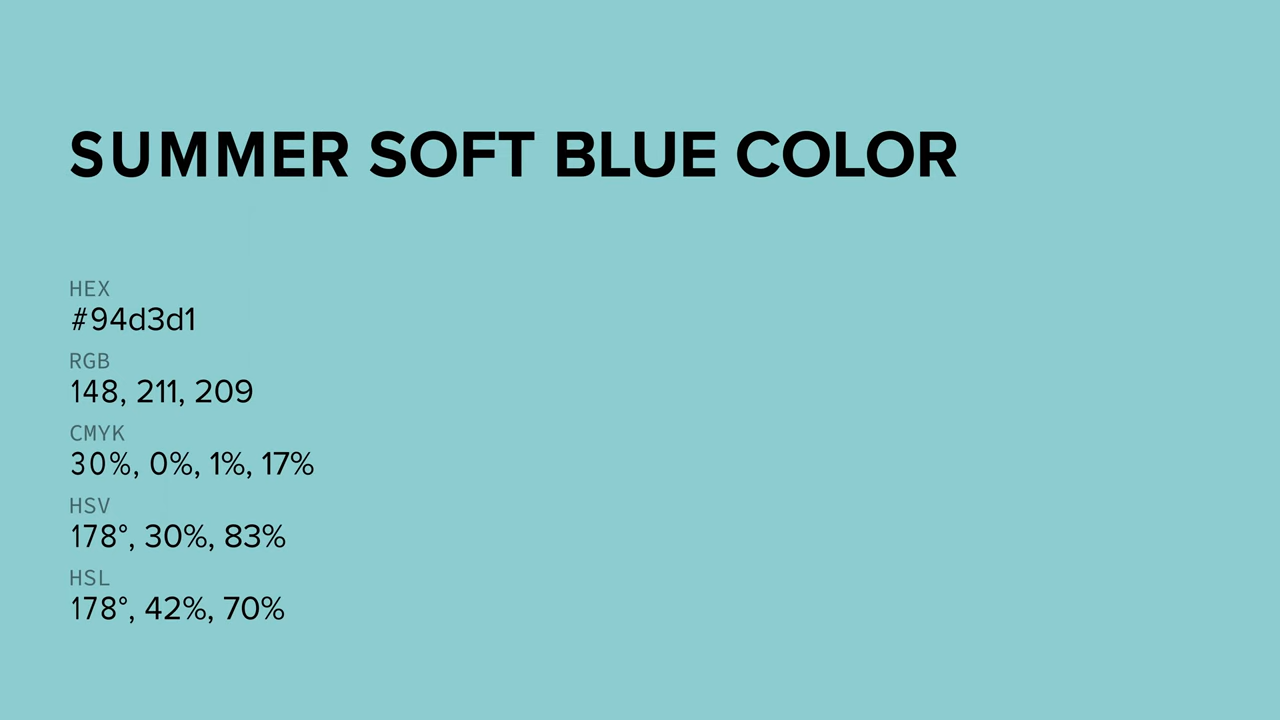 SUMMER SOFT BLUE COLOR
HEX
#94d3d1
RGB
148, 211, 209
CMYK
30%, 0%, 1%, 17%
HSV
178°, 30%, 83%
HSL
178°, 42%, 70%